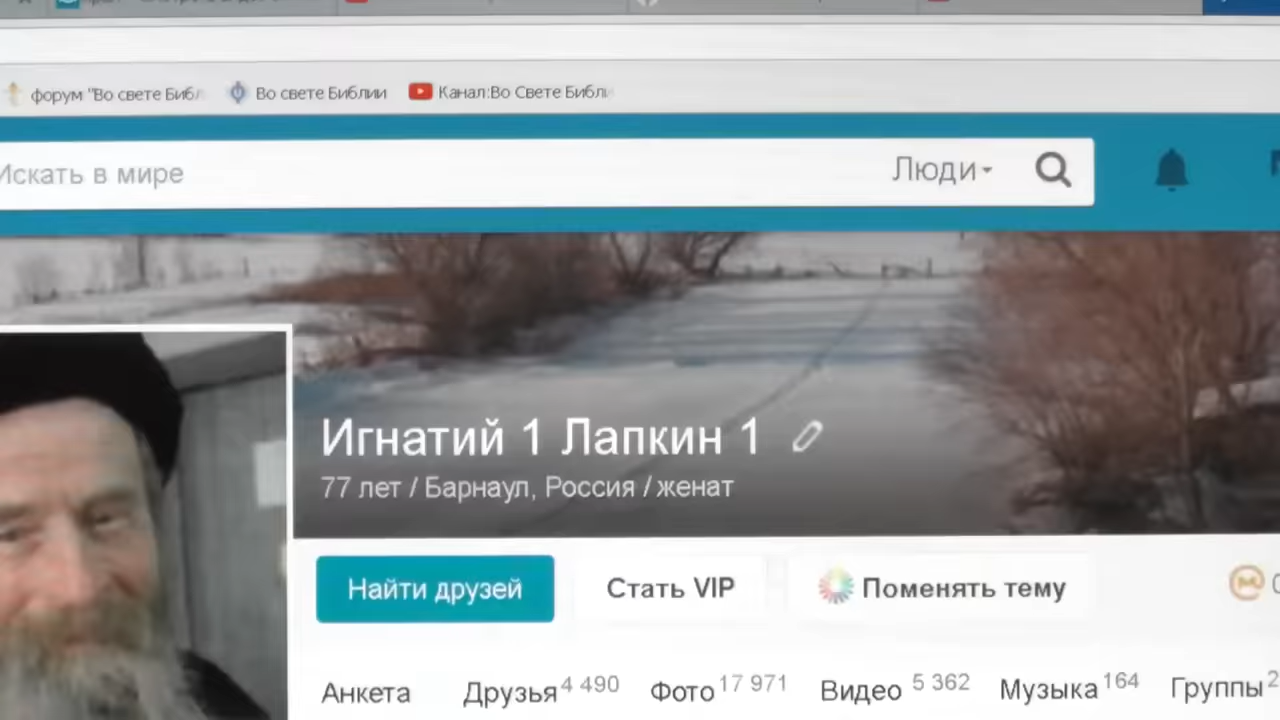 форум "Во свете Библ
Во свете Библии
Канал:Во Свете Библи
Искать в мире
Люди
Игнатий 1 Лапкин 1
77 лет / Барнаул, Россия / женат
Найти друзей
Стать VIP
Поменять тему
Анкета
Друзья 4 490
Фото 17 971
Видео 5 362
Музыка 164
Группы 2